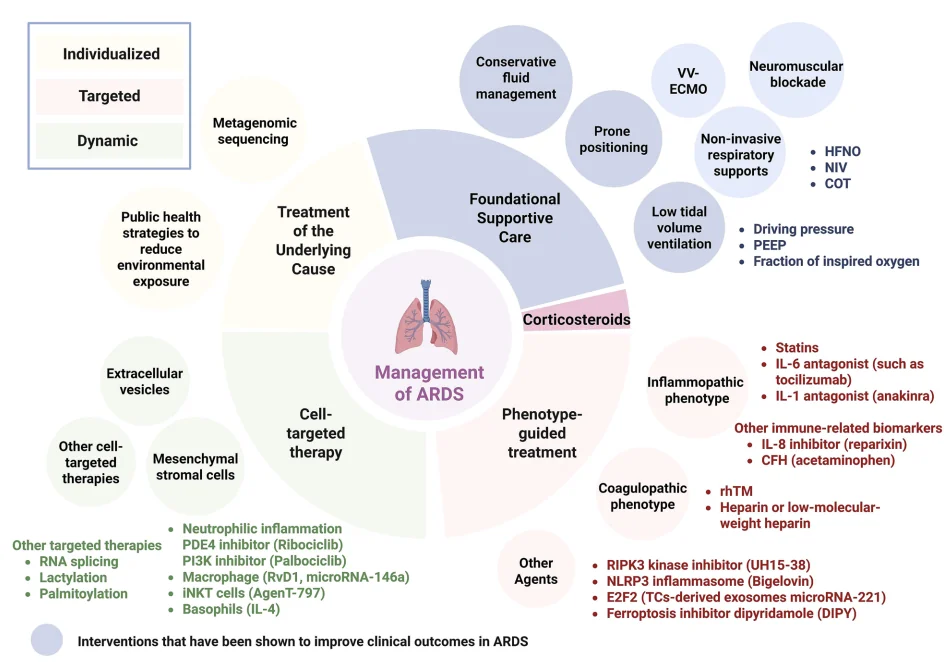 Individualized
Targeted
Dynamic
Metagenomic
sequencing
Public health
strategies to
reduce
environmental
exposure
Treatment
of the
Underlying
Cause
Foundational
Supportive
Care
Conservative
fluid
management
Prone
positioning
VV-
ECMO
Neuromuscular
blockade
Non-invasive
respiratory
supports
• HFNO
• NIV
• COT
Low tidal
volume
ventilation
• Driving pressure
• PEEP
• Fraction of inspired oxygen
Corticosteroids
Management
of ARDS
Extracellular
vesicles
Other cell-
targeted
therapies
Mesenchymal
stromal cells
Cell-
targeted
therapy
Phenotype-
guided
treatment
Inflammopathic
phenotype
• Statins
• IL-6 antagonist (such as
tocilizumab)
• IL-1 antagonist (anakinra)
Other immune-related biomarkers
• IL-8 inhibitor (reparixin)
• CFH (acetaminophen)
Coagulopathic
phenotype
• rhTM
• Heparin or low-molecular-
weight heparin
Other
Agents
• RIPK3 kinase inhibitor (UH15-38)
• NLRP3 inflammasome (Bigelovin)
• E2F2 (TCs-derived exosomes microRNA-221)
• Ferroptosis inhibitor dipyridamole (DIPY)
Other targeted therapies
• RNA splicing
• Lactylation
• Palmitoylation
• Neutrophilic inflammation
PDE4 inhibitor (Ribociclib)
PI3K inhibitor (Palbociclib)
• Macrophage (RvD1, microRNA-146a)
• iNKT cells (AgenT-797)
• Basophils (IL-4)
Interventions that have been shown to improve clinical outcomes in ARDS